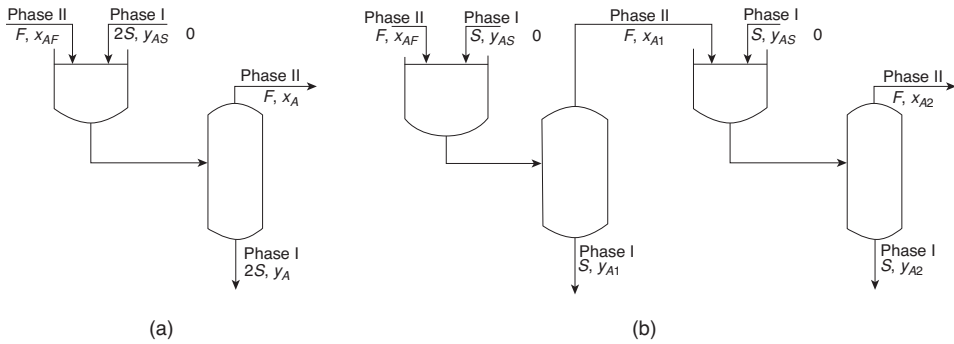 Phase II
F, x_AF
Phase I
2S, y_AS 0
Phase II
F, x_A
Phase I
2S, y_A
(a)
Phase II
F, x_AF
Phase I
S, y_AS 0
Phase II
F, x_A1
Phase I
S, y_A1
Phase I
S, y_AS 0
Phase II
F, x_A2
Phase I
S, y_A2
(b)